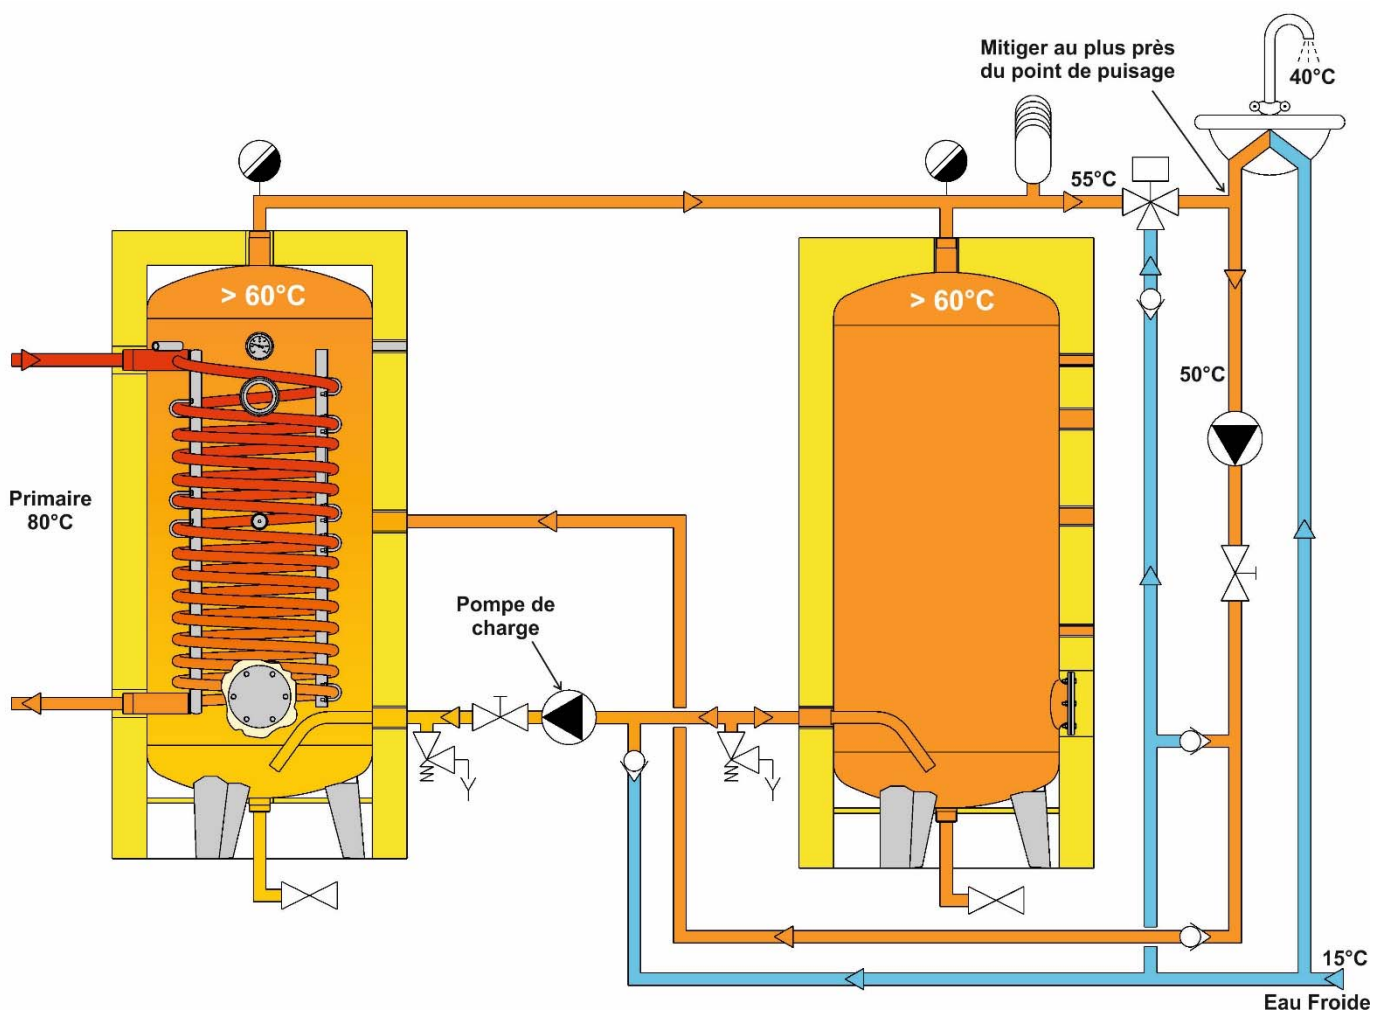 Mitiger au plus près
du point de puisage
40°C
55°C
> 60°C
> 60°C
50°C
Primaire
80°C
Pompe de
charge
15°C
Eau Froide